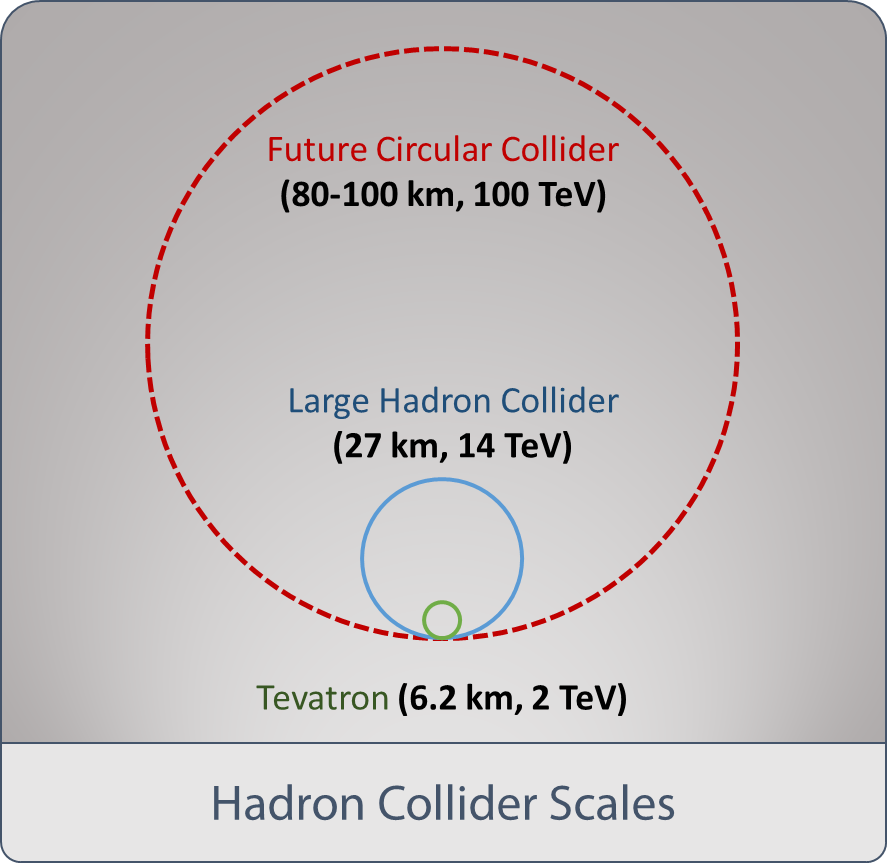 Future Circular Collider
(80-100 km, 100 TeV)
Large Hadron Collider
(27 km, 14 TeV)
Tevatron (6.2 km, 2 TeV)
Hadron Collider Scales